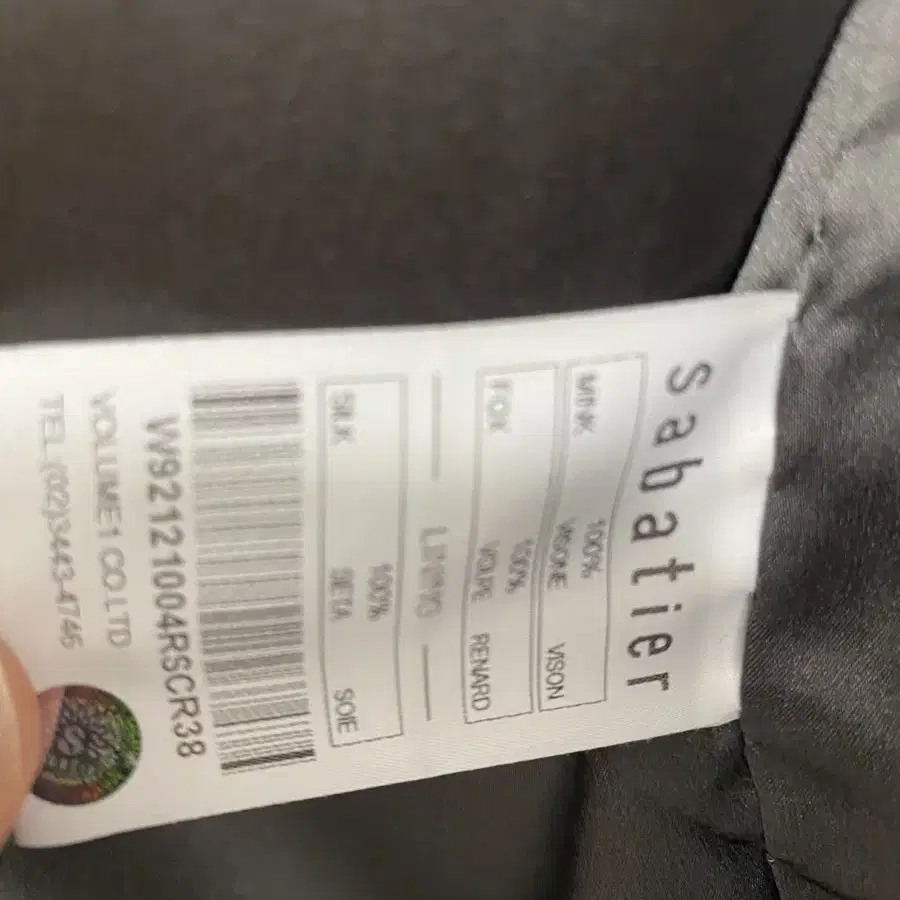 Sabatier
MINK 100%
VISONE VISON
FOX 100%
VOLPE RENARD
LINING
SILK 100%
SETA SOIE
W92121004RSCR38
VOLUME1 CO.LTD
TEL:(02)3443-4746